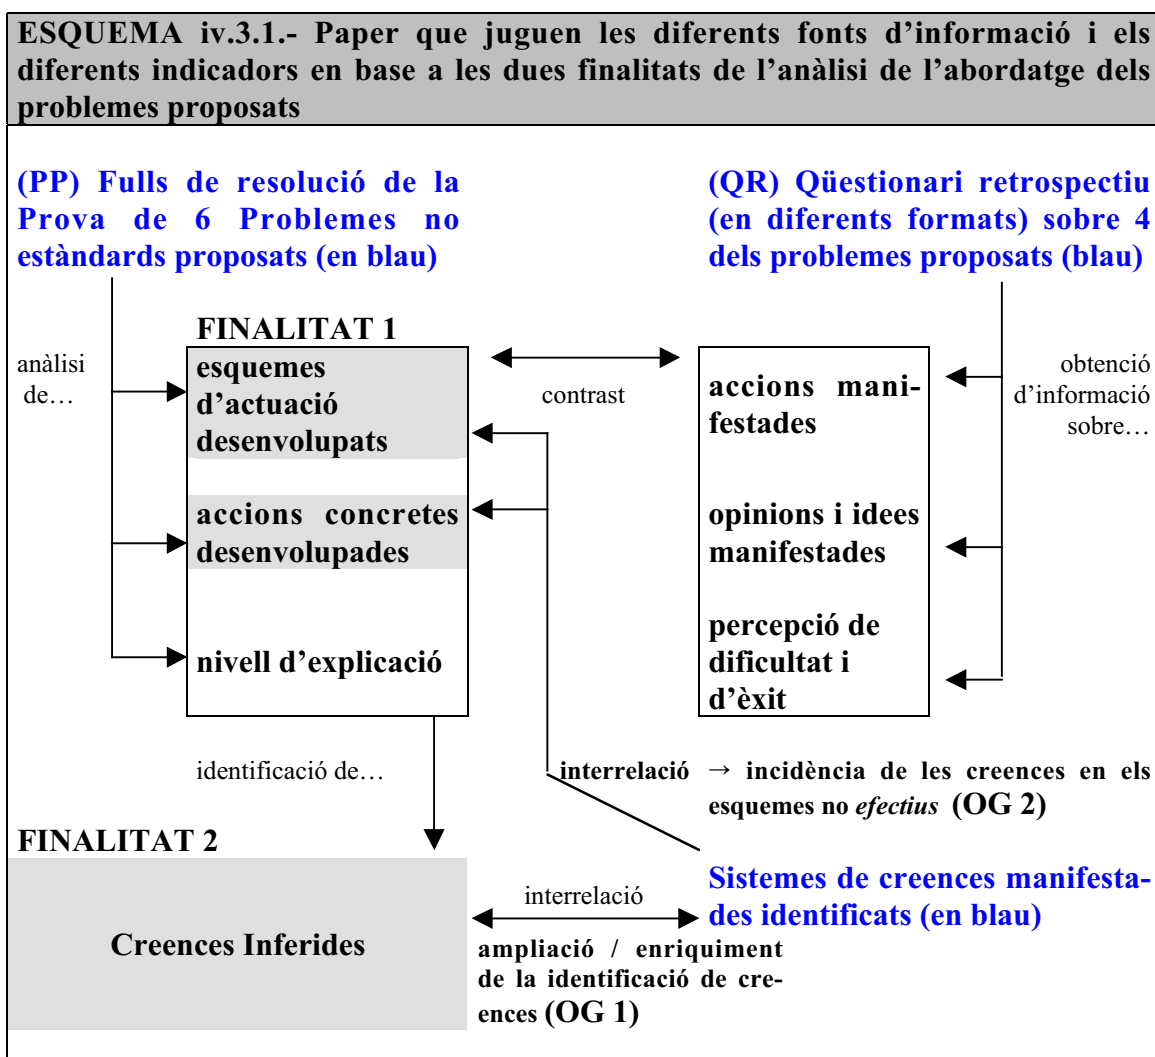 ESQUEMA iv.3.1.- Paper que juguen les diferents fonts d’informació i els
diferents indicadors en base a les dues finalitats de l’anàlisi de l’abordatge dels
problemes proposats
(PP) Fulls de resolució de la
Prova de 6 Problemes no
estàndards proposats (en blau)
(QR) Qüestionari retrospectiu
(en diferents formats) sobre 4
dels problemes proposats (blau)
FINALITAT 1
anàlisi
de…
esquemes
d’actuació
desenvolupats
contrast
accions mani-
festades
obtenció
d’informació
sobre…
accions concretes
desenvolupades
opinions i idees
manifestades
nivell d’explicació
percepció de
dificultat i
d’èxit
identificació de…
interrelació → incidència de les creences en els
esquemes no efectius (OG 2)
FINALITAT 2
Creences Inferides
interrelació
Sistemes de creences manifesta-
des identificats (en blau)
ampliació / enriquiment
de la identificació de cre-
ences (OG 1)